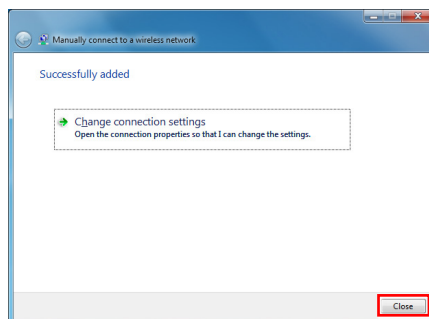 Manually connect to a wireless network
Successfully added
Change connection settings
Open the connection properties so that I can change the settings.
Close